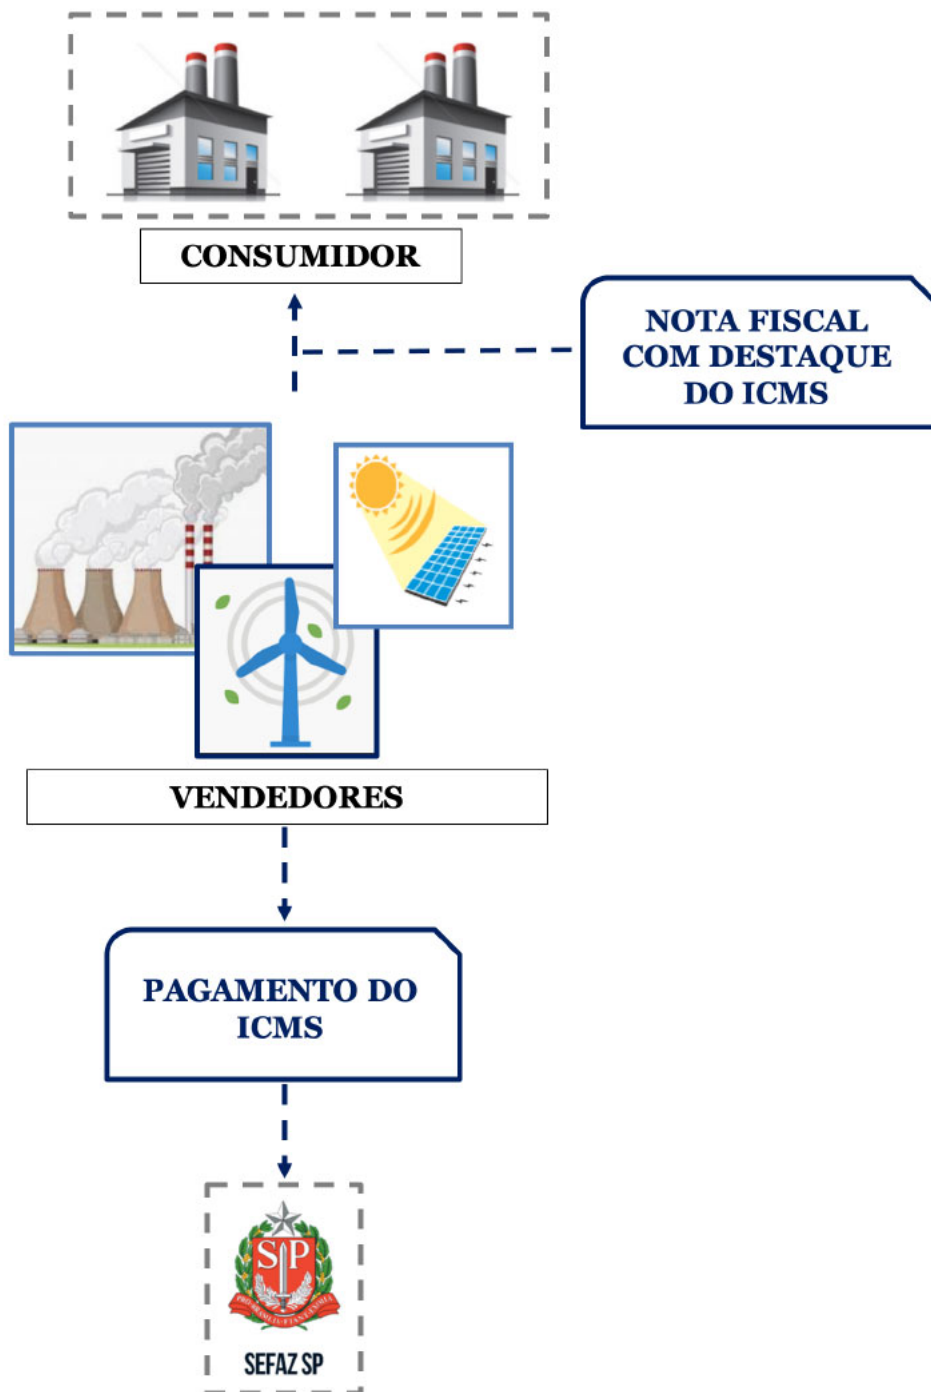 CONSUMIDOR
NOTA FISCAL
COM DESTAQUE
DO ICMS
VENDEDORES
PAGAMENTO DO
ICMS
SP
SEFAZ SP